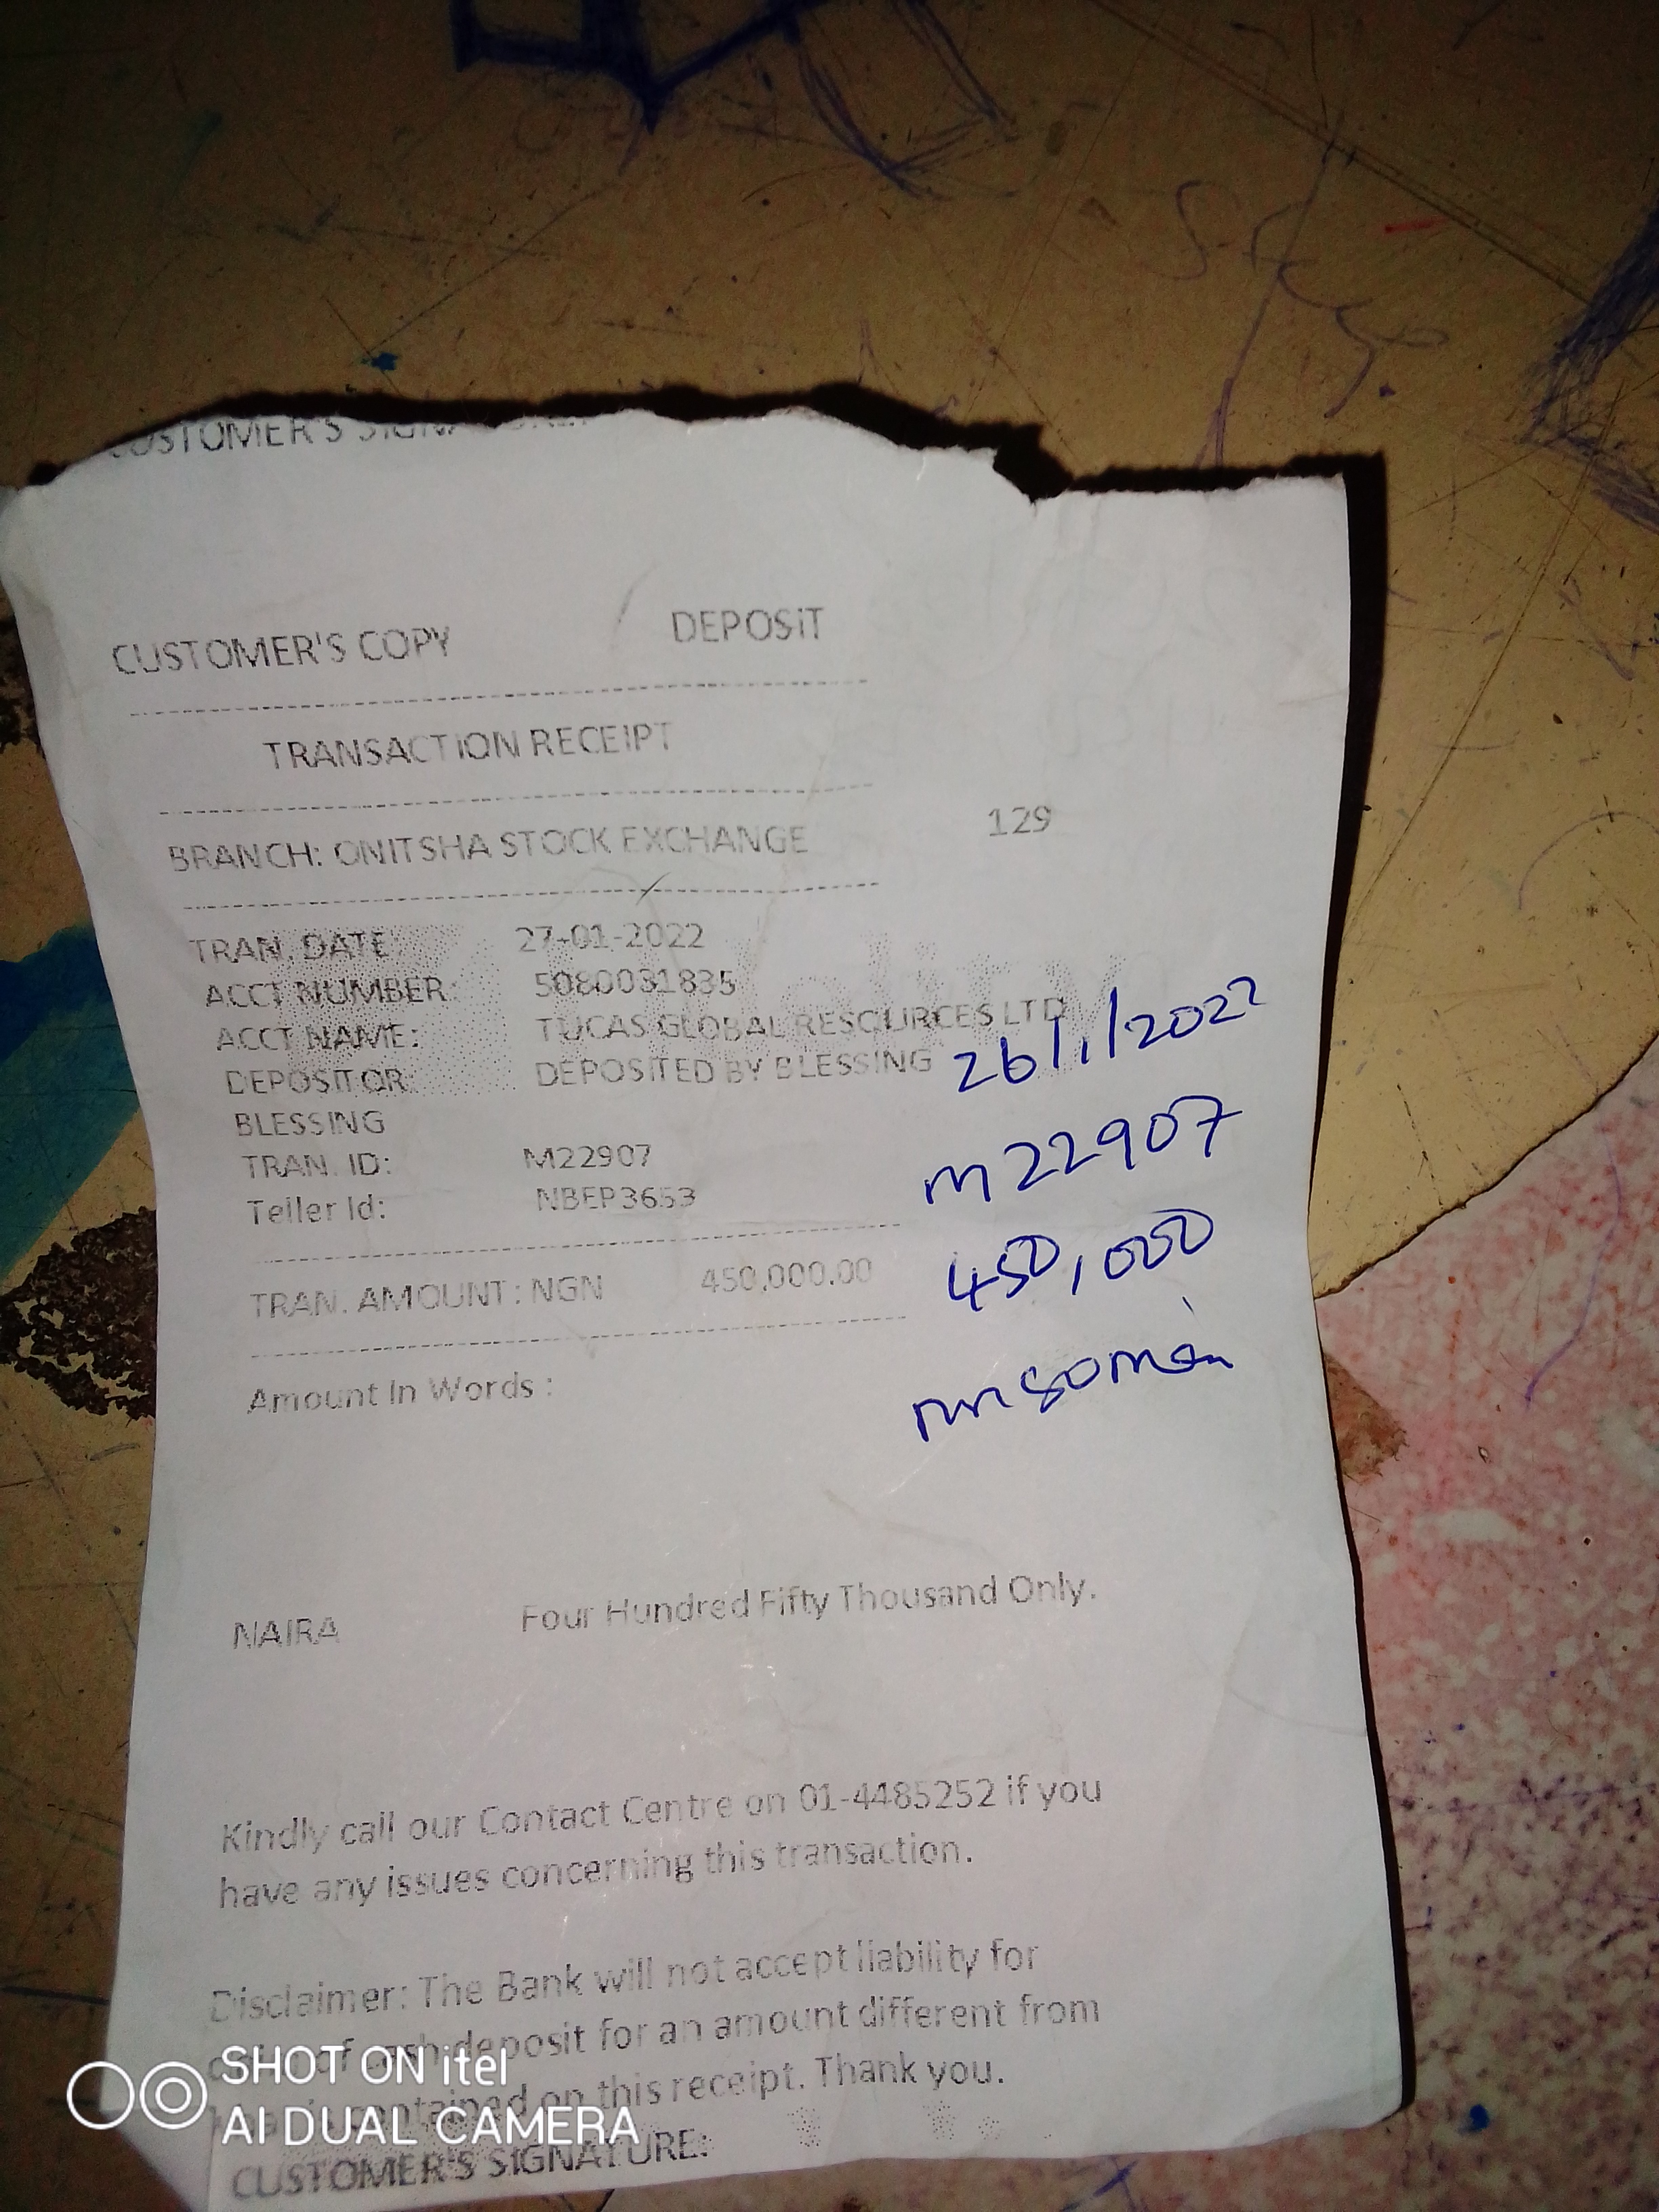 CUSTOMER'S SIGNATURE:
CUSTOMER'S COPY DEPOSIT
TRANSACTION RECEIPT
BRANCH: ONITSHA STOCK EXCHANGE 129
TRAN. DATE: 27-01-2022
ACCT NUMBER: 5080031835
ACCT NAME: TUCAS GLOBAL RESOURCES LTD
DEPOSITOR: DEPOSITED BY BLESSING 26/1/2022
BLESSING
TRAN. ID: M22907 M22907
Teller Id: NBEP3653
TRAN. AMOUNT: NGN 450,000.00 450,000
Amount In Words :
NAIRA Four Hundred Fifty Thousand Only.
Kindly call our Contact Centre on 01-4485252 if you
have any issues concerning this transaction.
Disclaimer: The Bank will not accept liability for
of cash deposit for an amount different from
contained on this receipt. Thank you.
CUSTOMER'S SIGNATURE:
SHOT ON itel
AI DUAL CAMERA